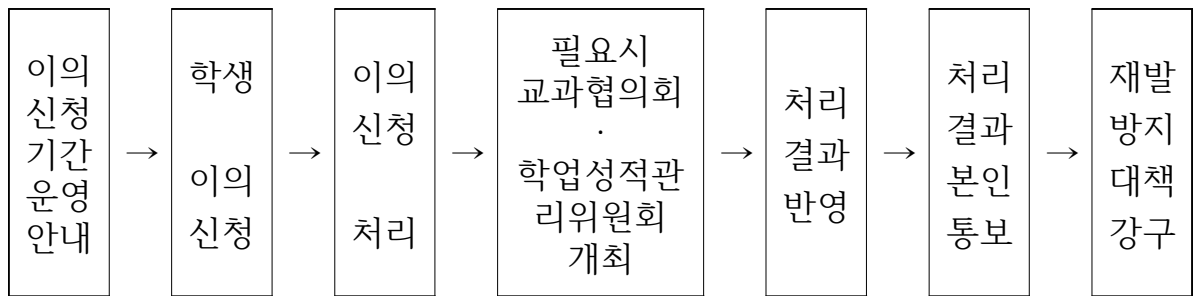 이의
신청
기간
운영
안내
→
학생
이의
신청
→
이의
신청
처리
→
필요시
교과협의회
·
학업성적관
리위원회
개최
→
처리
결과
반영
→
처리
결과
본인
통보
→
재발
방지
대책
강구